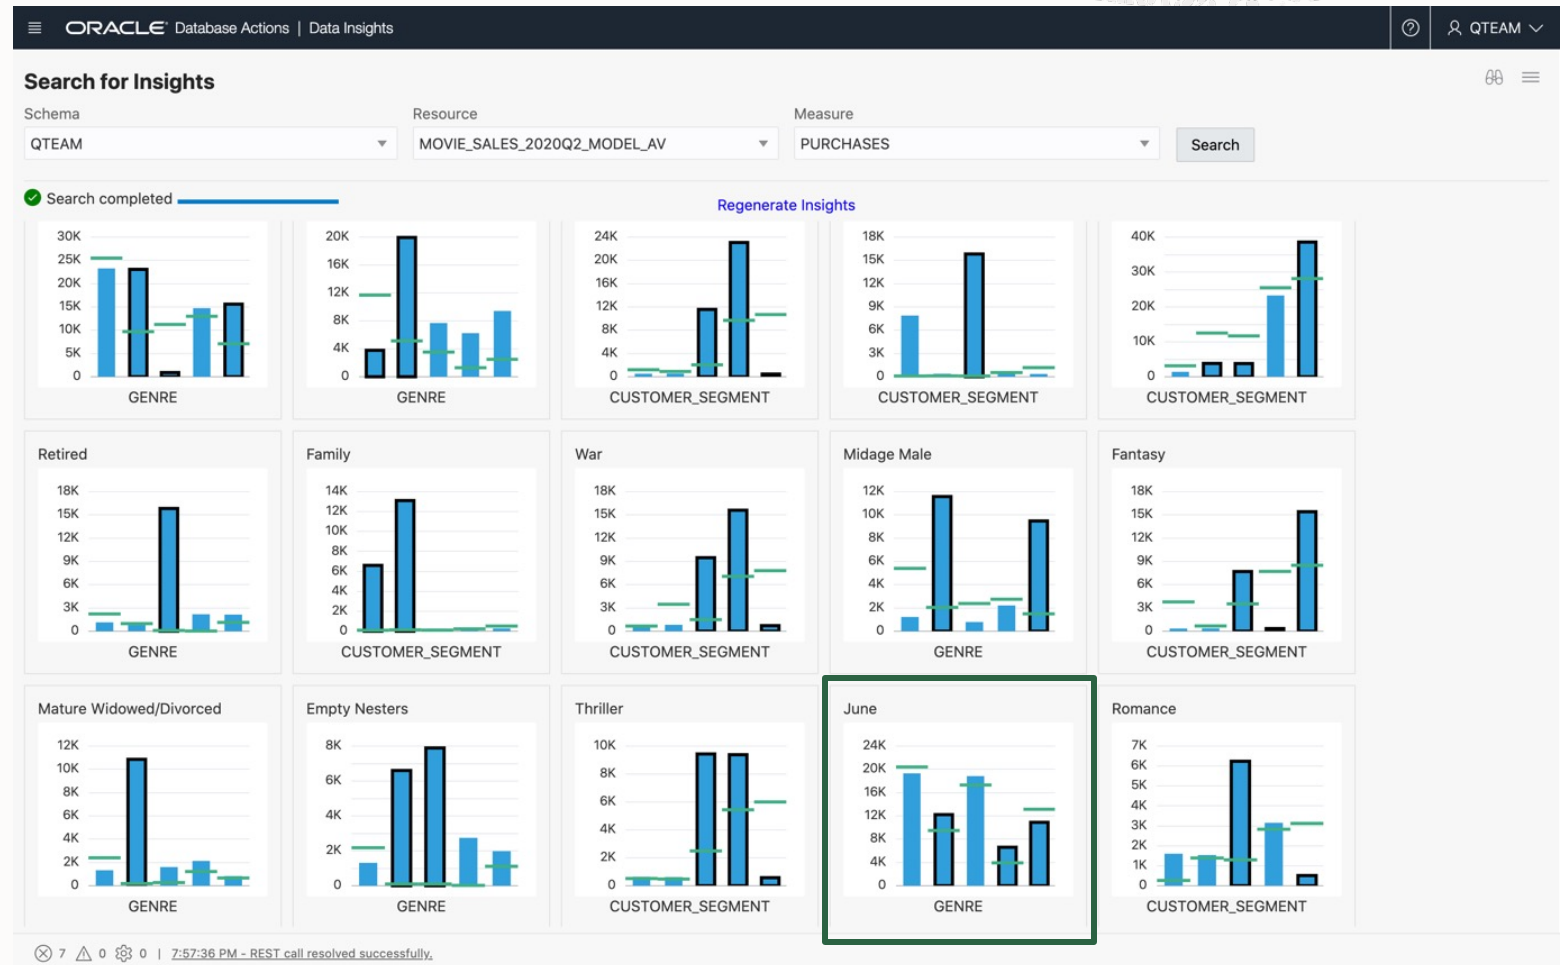 ORACLE Database Actions | Data Insights
QTEAM
Search for Insights
Schema
Resource
Measure
QTEAM
MOVIE_SALES_2020Q2_MODEL_AV
PURCHASES
Search
Search completed
Regenerate Insights
30K
25K
20K
15K
10K
5K
0
GENRE
20K
16K
12K
8K
4K
0
GENRE
24K
20K
16K
12K
8K
4K
0
CUSTOMER_SEGMENT
18K
15K
12K
9K
6K
3K
0
CUSTOMER_SEGMENT
40K
30K
20K
10K
0
CUSTOMER_SEGMENT
Retired
18K
15K
12K
9K
6K
3K
0
GENRE
Family
14K
12K
10K
8K
6K
4K
2K
0
CUSTOMER_SEGMENT
War
18K
15K
12K
9K
6K
3K
0
CUSTOMER_SEGMENT
Midage Male
12K
10K
8K
6K
4K
2K
0
GENRE
Fantasy
18K
15K
12K
9K
6K
3K
0
CUSTOMER_SEGMENT
Mature Widowed/Divorced
12K
10K
8K
6K
4K
2K
0
GENRE
Empty Nesters
8K
6K
4K
2K
0
GENRE
Thriller
10K
8K
6K
4K
2K
0
CUSTOMER_SEGMENT
June
24K
20K
16K
12K
8K
4K
0
GENRE
Romance
7K
6K
5K
4K
3K
2K
1K
0
CUSTOMER_SEGMENT
7 0 0 | 7:57:36 PM - REST call resolved successfully.